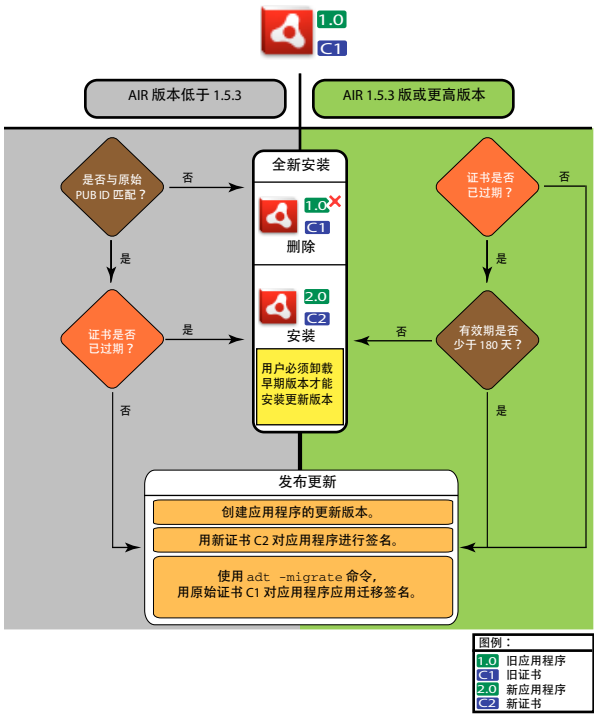 1.0
C1
AIR 版本低于 1.5.3
AIR 1.5.3 版或更高版本
是否与原始
PUB ID 匹配？
否
是
证书是否
已过期？
是
否
全新安装
1.0
C1
删除
2.0
C2
安装
用户必须卸载
早期版本才能
安装更新版本
证书是否
已过期？
否
是
有效期是否
少于 180 天？
否
是
发布更新
创建应用程序的更新版本。
用新证书 C2 对应用程序进行签名。
使用 adt -migrate 命令，
用原始证书 C1 对应用程序应用迁移签名。
图例：
1.0 旧应用程序
C1 旧证书
2.0 新应用程序
C2 新证书